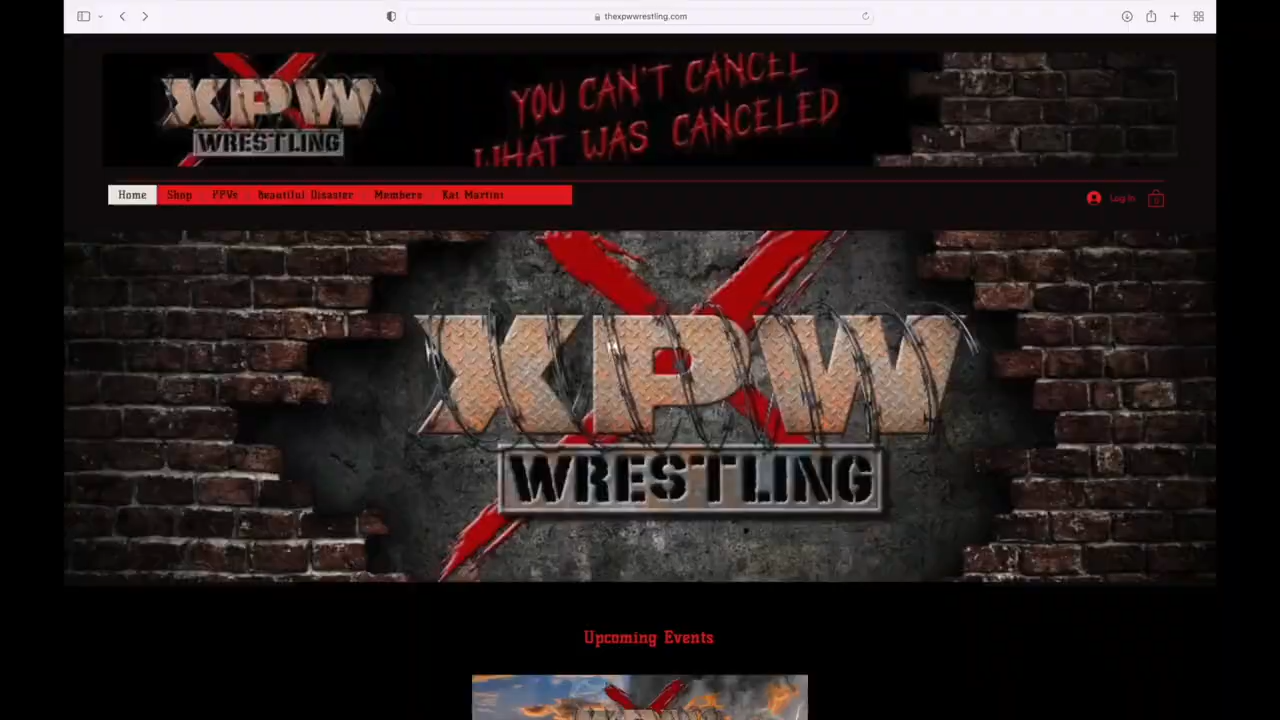 thexpwwrestling.com
XPW
WRESTLING
YOU CAN'T CANCEL
WHAT WAS CANCELED
Home Shop PPVs Beautiful Disaster Members Kat Martini
Log In
0
XPW
WRESTLING
Upcoming Events